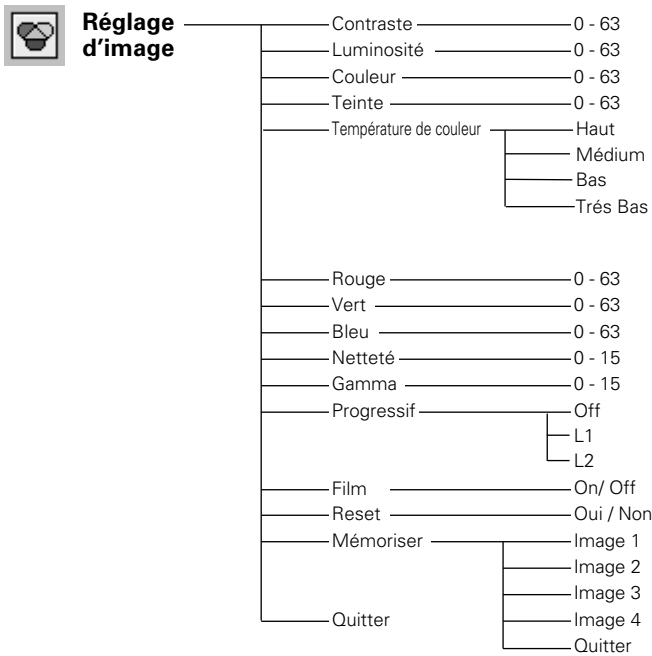 Réglage d'image
Contraste 0 - 63
Luminosité 0 - 63
Couleur 0 - 63
Teinte 0 - 63
Température de couleur Haut
Médium
Bas
Trés Bas
Rouge 0 - 63
Vert 0 - 63
Bleu 0 - 63
Netteté 0 - 15
Gamma 0 - 15
Progressif Off
L1
L2
Film On/ Off
Reset Oui / Non
Mémoriser Image 1
Image 2
Image 3
Quitter Image 4
Quitter